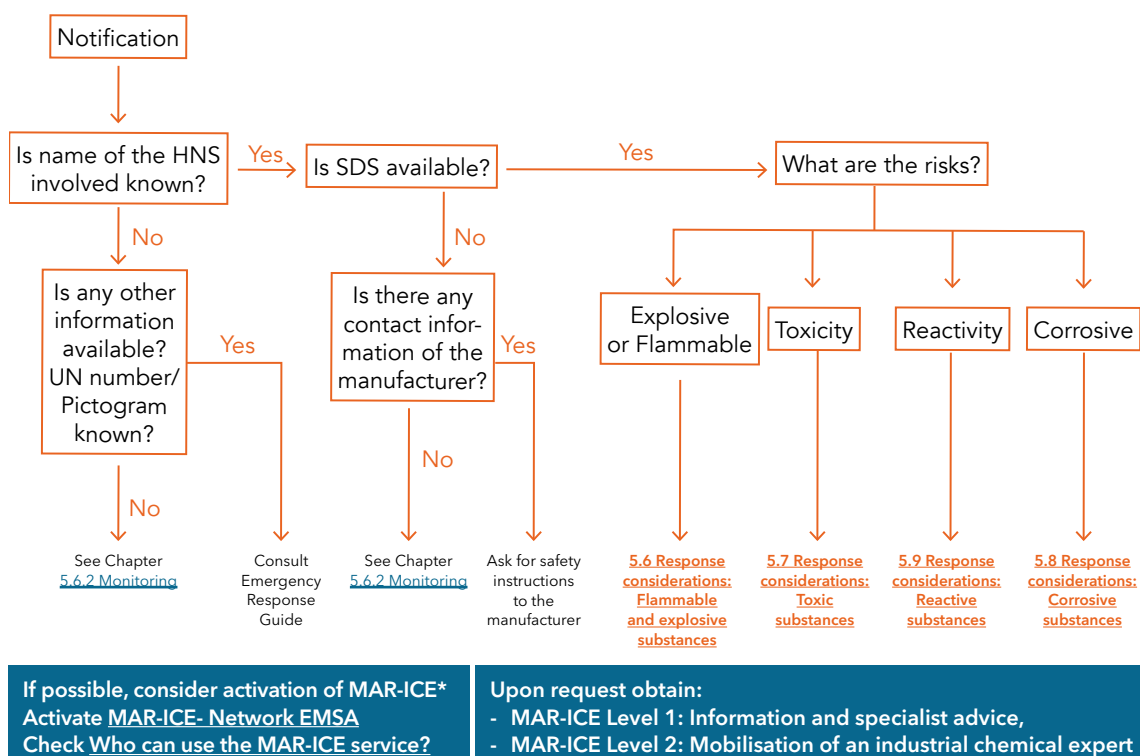 Notification
Is name of the HNS
involved known?
Yes
Is SDS available?
Yes
What are the risks?
No
No
Is any other
information
available?
UN number/
Pictogram
known?
Yes
Is there any
contact infor-
mation of the
manufacturer?
Yes
Explosive
or Flammable
Toxicity
Reactivity
Corrosive
No
No
See Chapter
5.6.2 Monitoring
Consult
Emergency
Response
Guide
See Chapter
5.6.2 Monitoring
Ask for safety
instructions
to the
manufacturer
5.6 Response
considerations:
Flammable
and explosive
substances
5.7 Response
considerations:
Toxic
substances
5.9 Response
considerations:
Reactive
substances
5.8 Response
considerations:
Corrosive
substances
If possible, consider activation of MAR-ICE*
Activate MAR-ICE- Network EMSA
Check Who can use the MAR-ICE service?
Upon request obtain:
- MAR-ICE Level 1: Information and specialist advice,
- MAR-ICE Level 2: Mobilisation of an industrial chemical expert